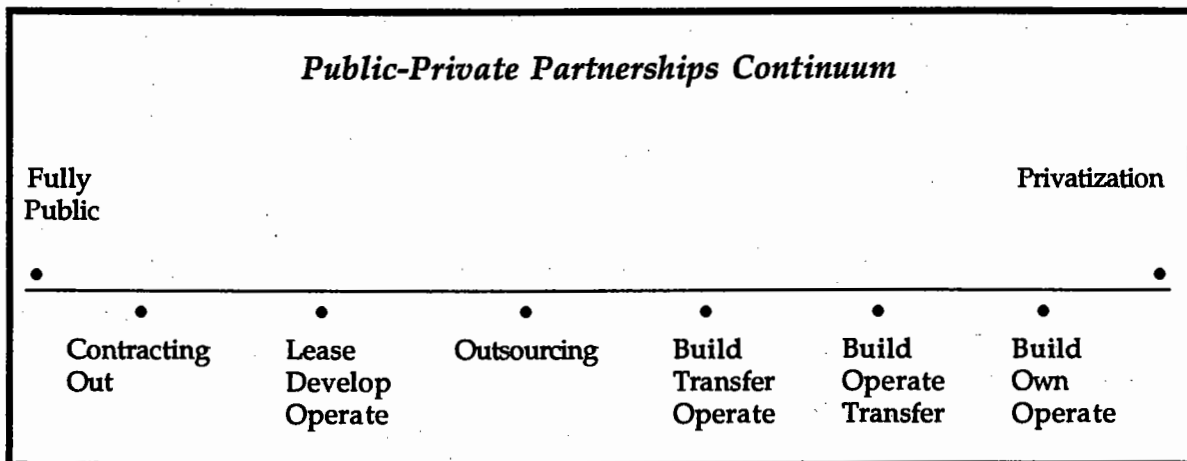 Public-Private Partnerships Continuum
Fully
Public
Privatization
Contracting
Out
Lease
Develop
Operate
Outsourcing
Build
Transfer
Operate
Build
Operate
Transfer
Build
Own
Operate